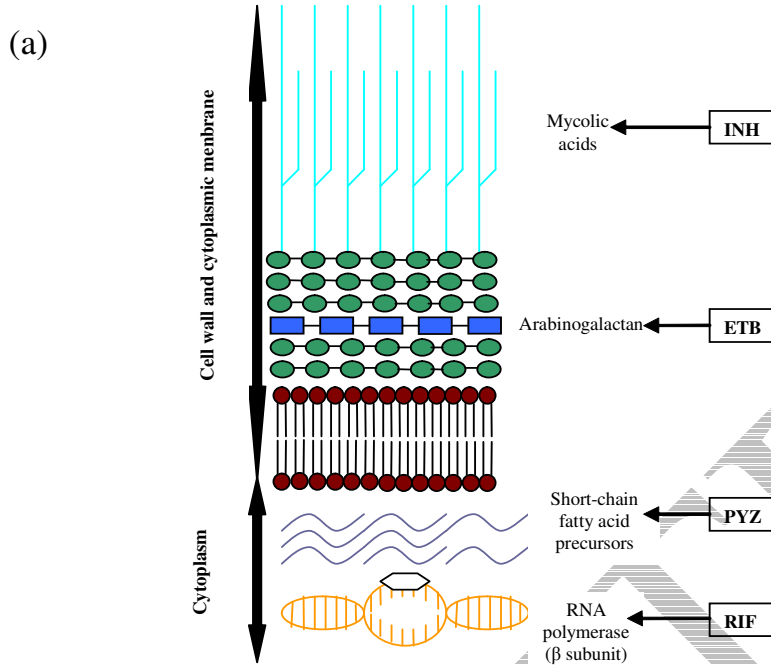 (a)
Cell wall and cytoplasmic menbrane
Mycolic
acids
INH
Arabinogalactan
ETB
Short-chain
fatty acid
precursors
PYZ
Cytoplasm
RNA
polymerase
(β subunit)
RIF